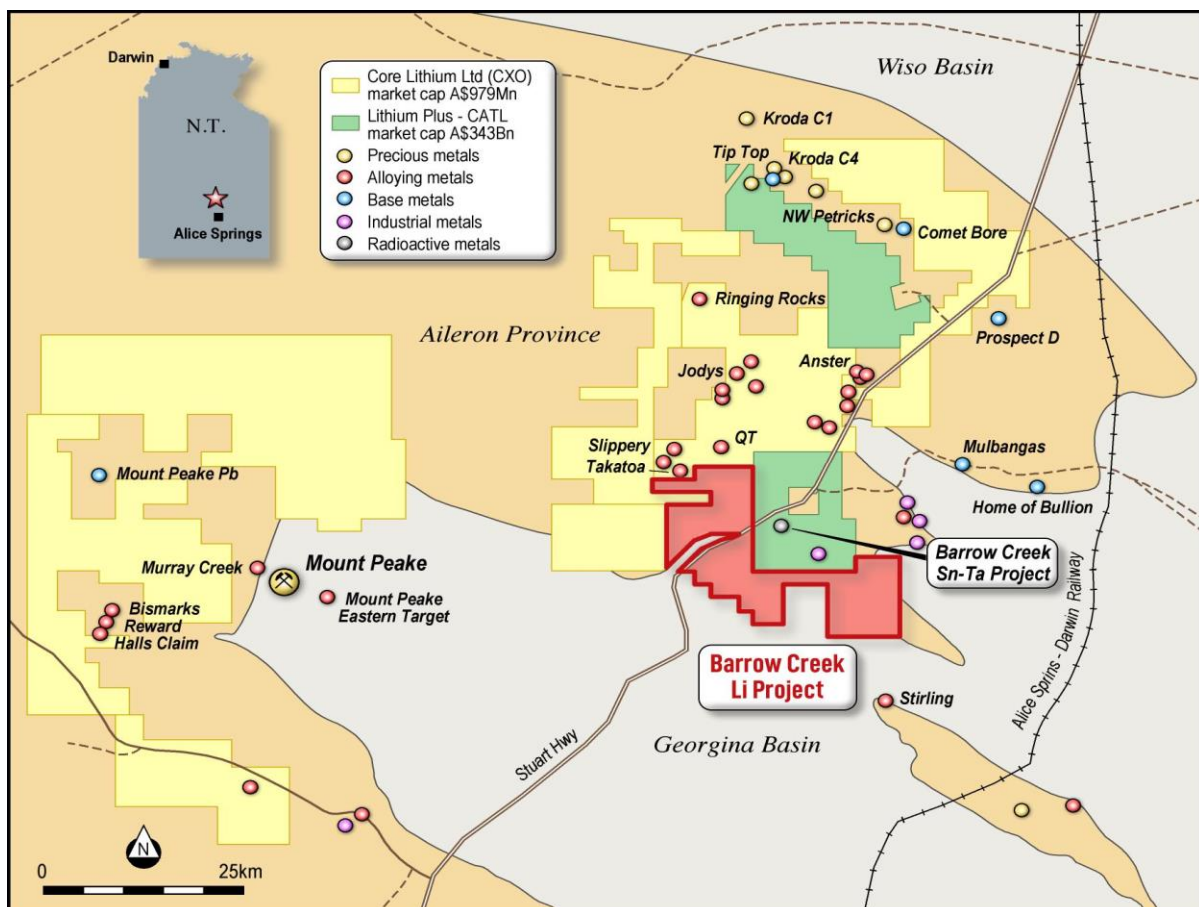 Darwin
N.T.
Alice Springs
Core Lithium Ltd (CXO)
market cap A$979Mn
Lithium Plus - CATL
market cap A$343Bn
Precious metals
Alloying metals
Base metals
Industrial metals
Radioactive metals
Wiso Basin
Kroda C1
Tip Top
Kroda C4
NW Petricks
Comet Bore
Ringing Rocks
Prospect D
Aileron Province
Jodys
Anster
Slippery
QT
Takatoa
Mulbangas
Home of Bullion
Mount Peake Pb
Barrow Creek
Sn-Ta Project
Murray Creek
Mount Peake
Mount Peake
Eastern Target
Bismarks
Reward
Halls Claim
Barrow Creek
Li Project
Stirling
Georgina Basin
Stuart Hwy
Alice Sprins - Darwin Railway
N
0
25km